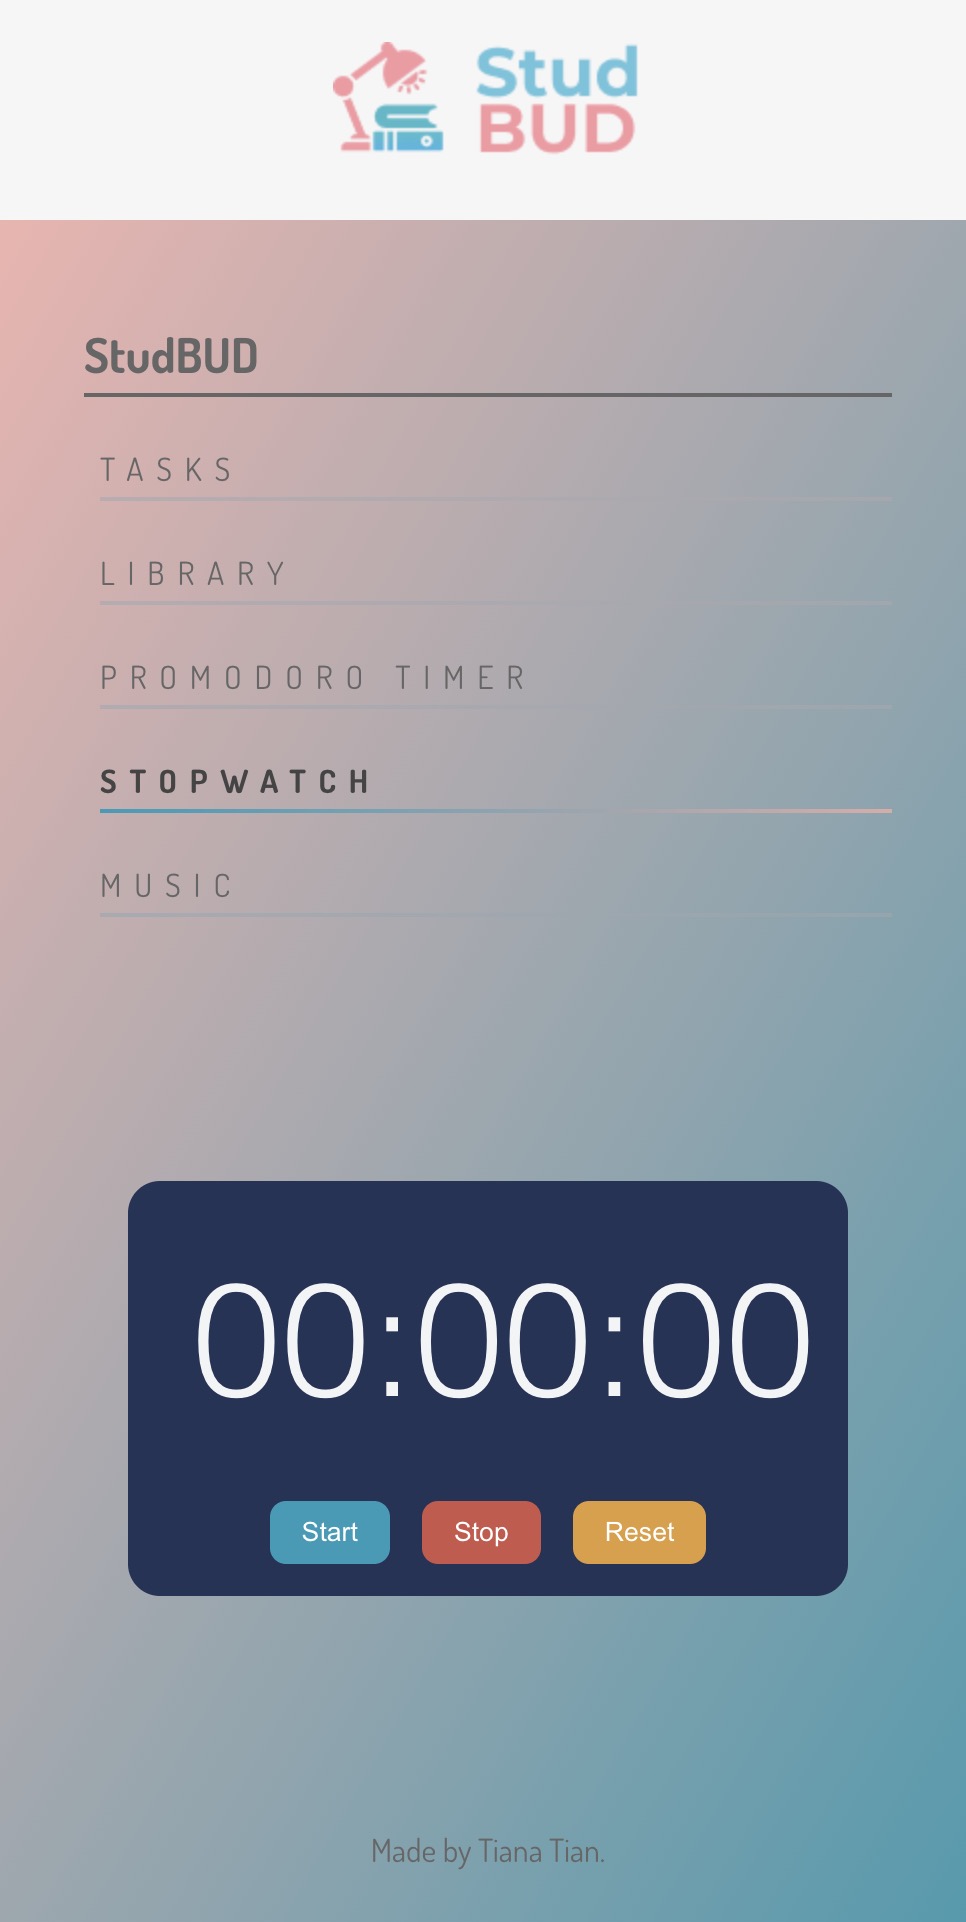 Stud
BUD
StudBUD
TASKS
LIBRARY
PROMODORO TIMER
STOPWATCH
MUSIC
00:00:00
Start Stop Reset
Made by Tiana Tian.